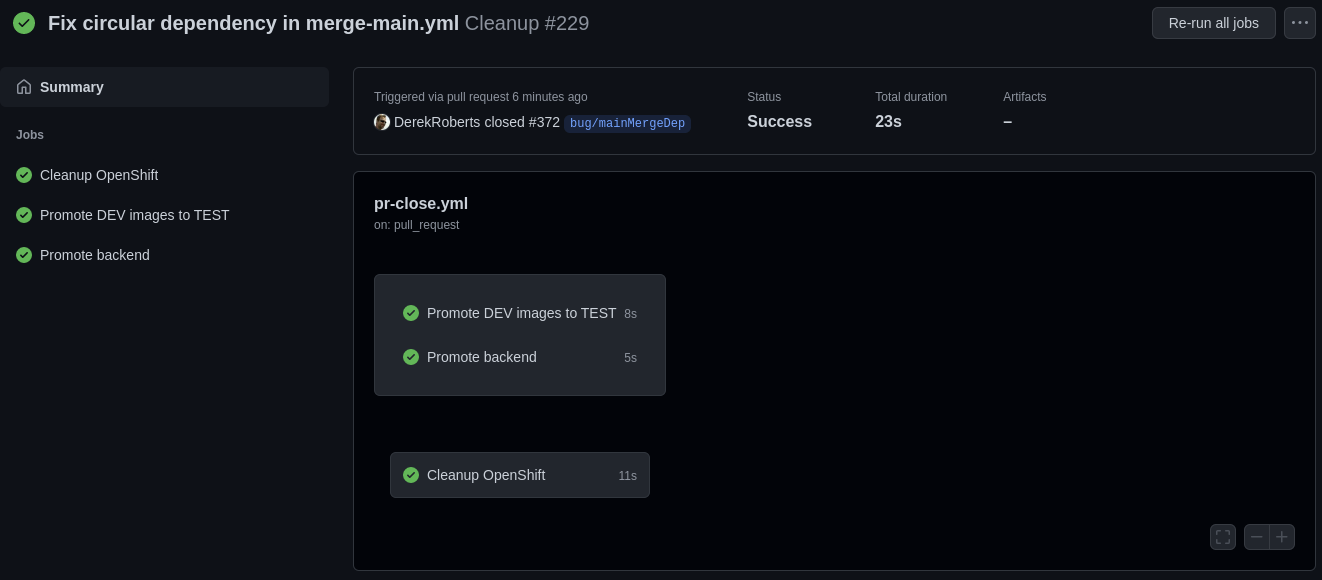 Fix circular dependency in merge-main.yml Cleanup #229
Re-run all jobs
Summary
Jobs
Cleanup OpenShift
Promote DEV images to TEST
Promote backend
Triggered via pull request 6 minutes ago
DerekRoberts closed #372 bug/mainMergeDep
Status
Success
Total duration
23s
Artifacts
–
pr-close.yml
on: pull_request
Promote DEV images to TEST 8s
Promote backend 5s
Cleanup OpenShift 11s